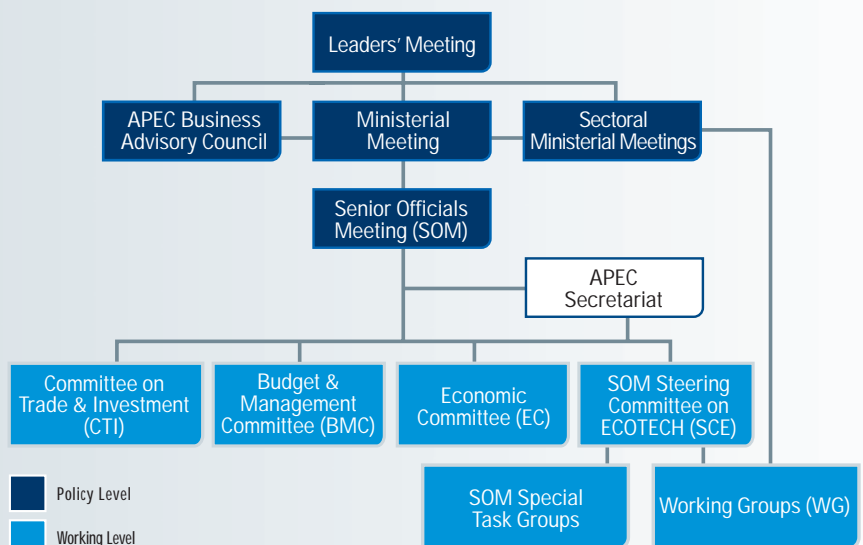 Leaders' Meeting
APEC Business
Advisory Council
Ministerial
Meeting
Sectoral
Ministerial Meetings
Senior Officials
Meeting (SOM)
APEC
Secretariat
Committee on
Trade & Investment
(CTI)
Budget &
Management
Committee (BMC)
Economic
Committee (EC)
SOM Steering
Committee on
ECOTECH (SCE)
SOM Special
Task Groups
Working Groups (WG)
Policy Level
Working Level